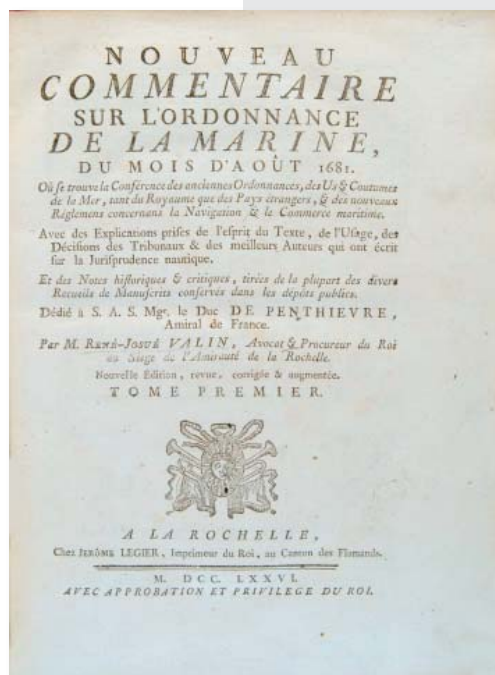 NOUVEAU
COMMENTAIRE
SUR L'ORDONNANCE
DE LA MARINE,
DU MOIS D'AOÛT 1681.
Où se trouve la Conférence des anciennes Ordonnances, des Us & Coutumes
de la Mer, tant du Royaume que des Pays étrangers, & des nouveaux
Réglemens concernans la Navigation & le Commerce maritime.
Avec des Explications prises de l'esprit du Texte, de l'Usage, des
Décisions des Tribunaux & des meilleurs Auteurs qui ont écrit
sur la Jurisprudence nautique.
Et des Notes historiques & critiques, tirées de la plupart des divers
Recueils de Manuscrits conservés dans les dépôts publics.
Dédié à S. A. S. Mgr. le Duc DE PENTHIEVRE,
Amiral de France.
Par M. RENÉ-JOSUÉ VALIN, Avocat & Procureur du Roi
au Siege de l'Amirauté de la Rochelle.
Nouvelle Édition, revue, corrigée & augmentée.
TOME PREMIER.
A LA ROCHELLE,
Chez JERÔME LEGIER, Imprimeur du Roi, au Canton des Flamands.
M. DCC. LXXVI.
AVEC APPROBATION ET PRIVILEGE DU ROI.